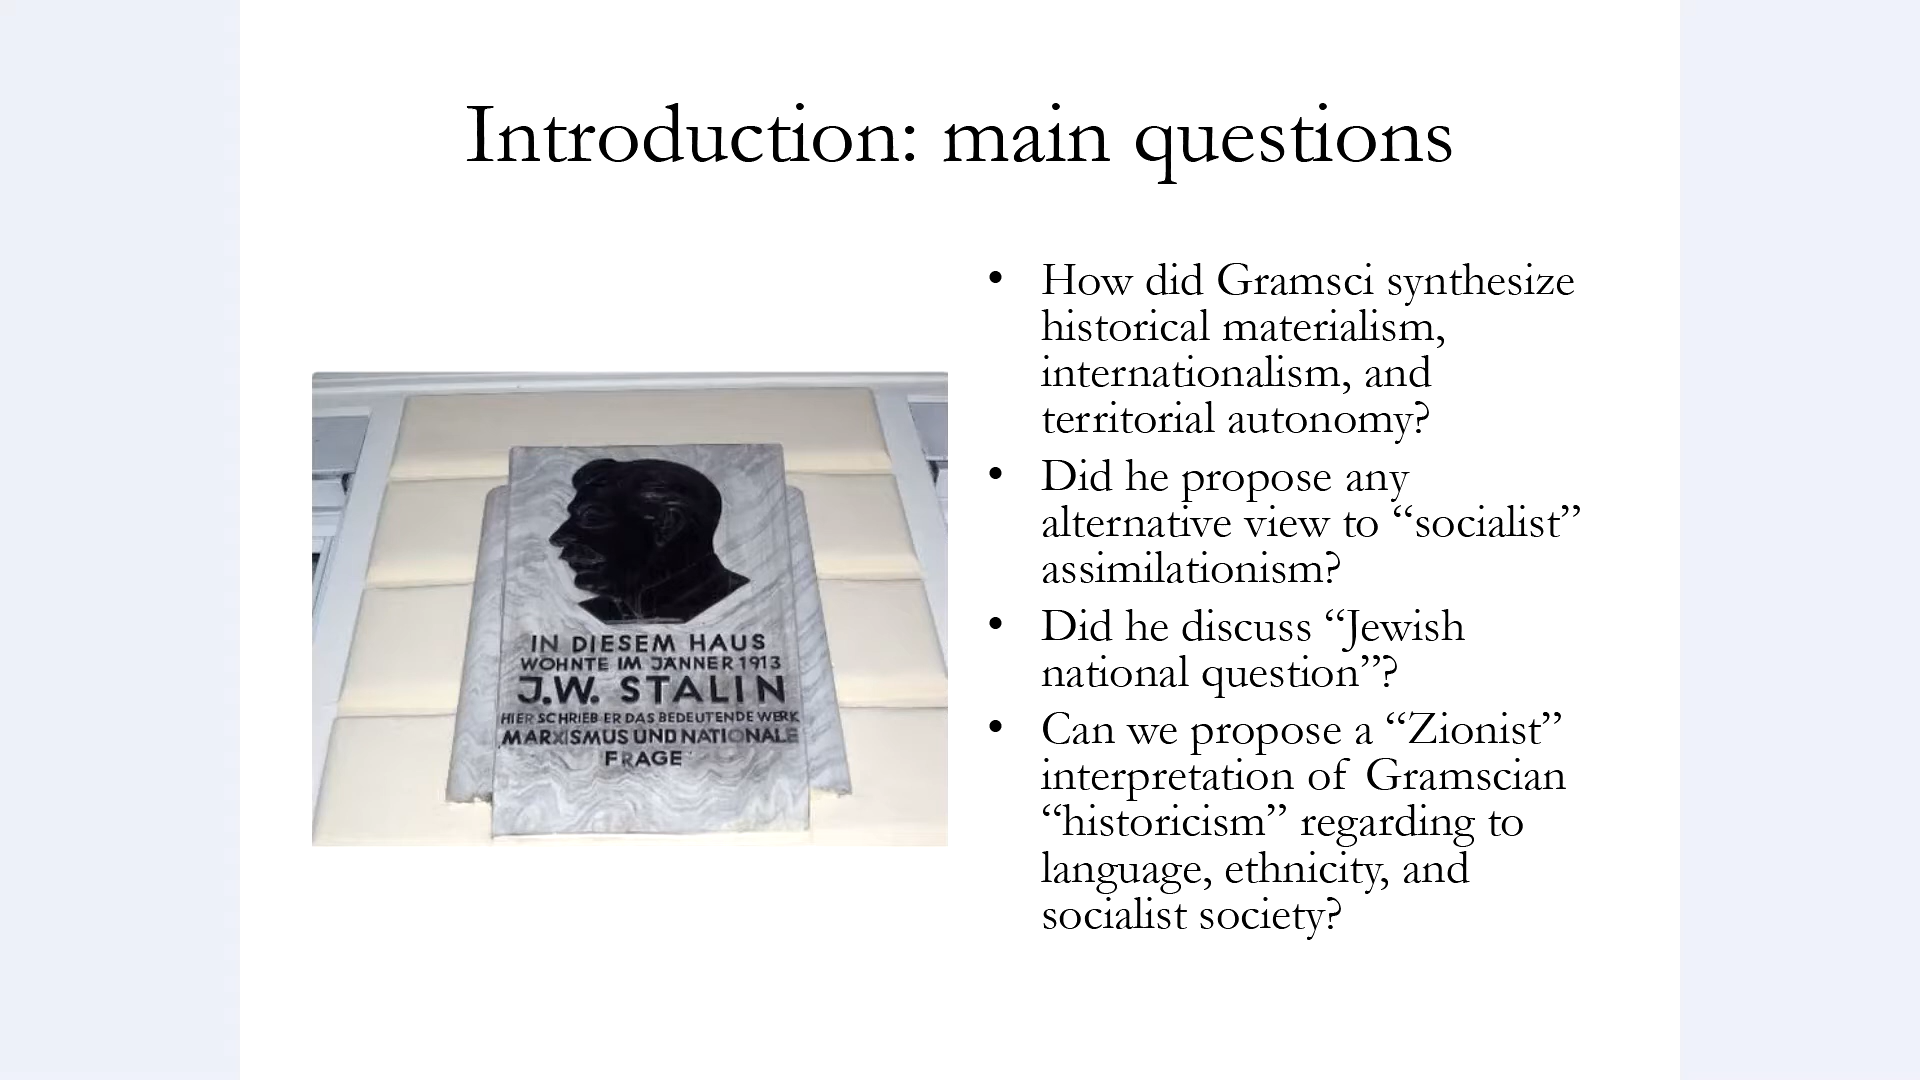 Introduction: main questions
IN DIESEM HAUS
WOHNTE IM JÄNNER 1913
J.W. STALIN
HIER SCHRIEB ER DAS BEDEUTENDE WERK
MARXISMUS UND NATIONALE
FRAGE
• How did Gramsci synthesize
historical materialism,
internationalism, and
territorial autonomy?
• Did he propose any
alternative view to “socialist”
assimilationism?
• Did he discuss “Jewish
national question”?
• Can we propose a “Zionist”
interpretation of Gramscian
“historicism” regarding to
language, ethnicity, and
socialist society?